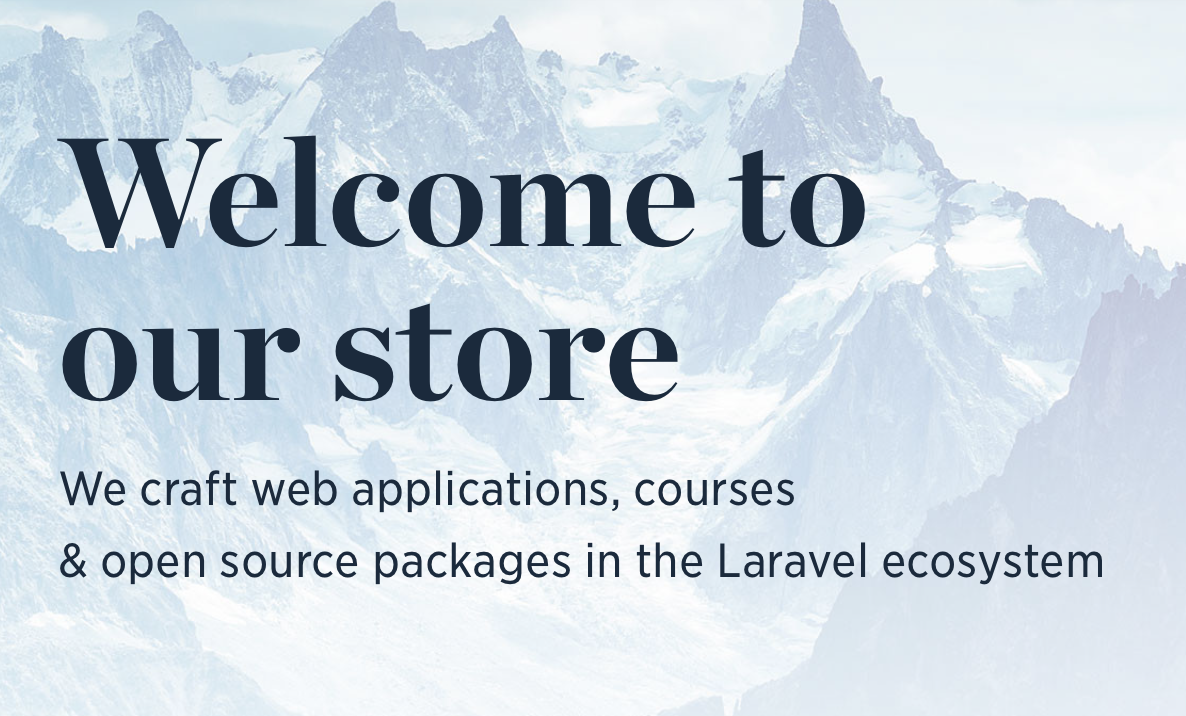 Welcome to
our store
We craft web applications, courses
& open source packages in the Laravel ecosystem